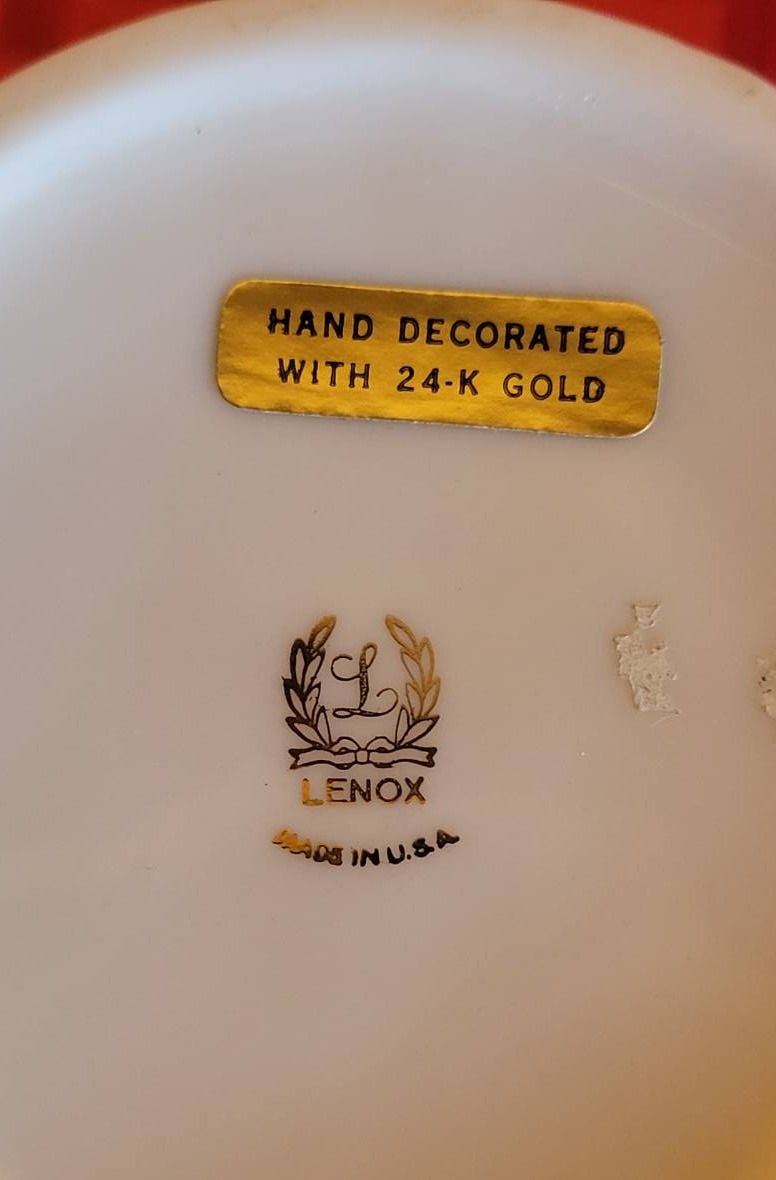 HAND DECORATED
WITH 24-K GOLD
L
LENOX
MADE IN U.S.A